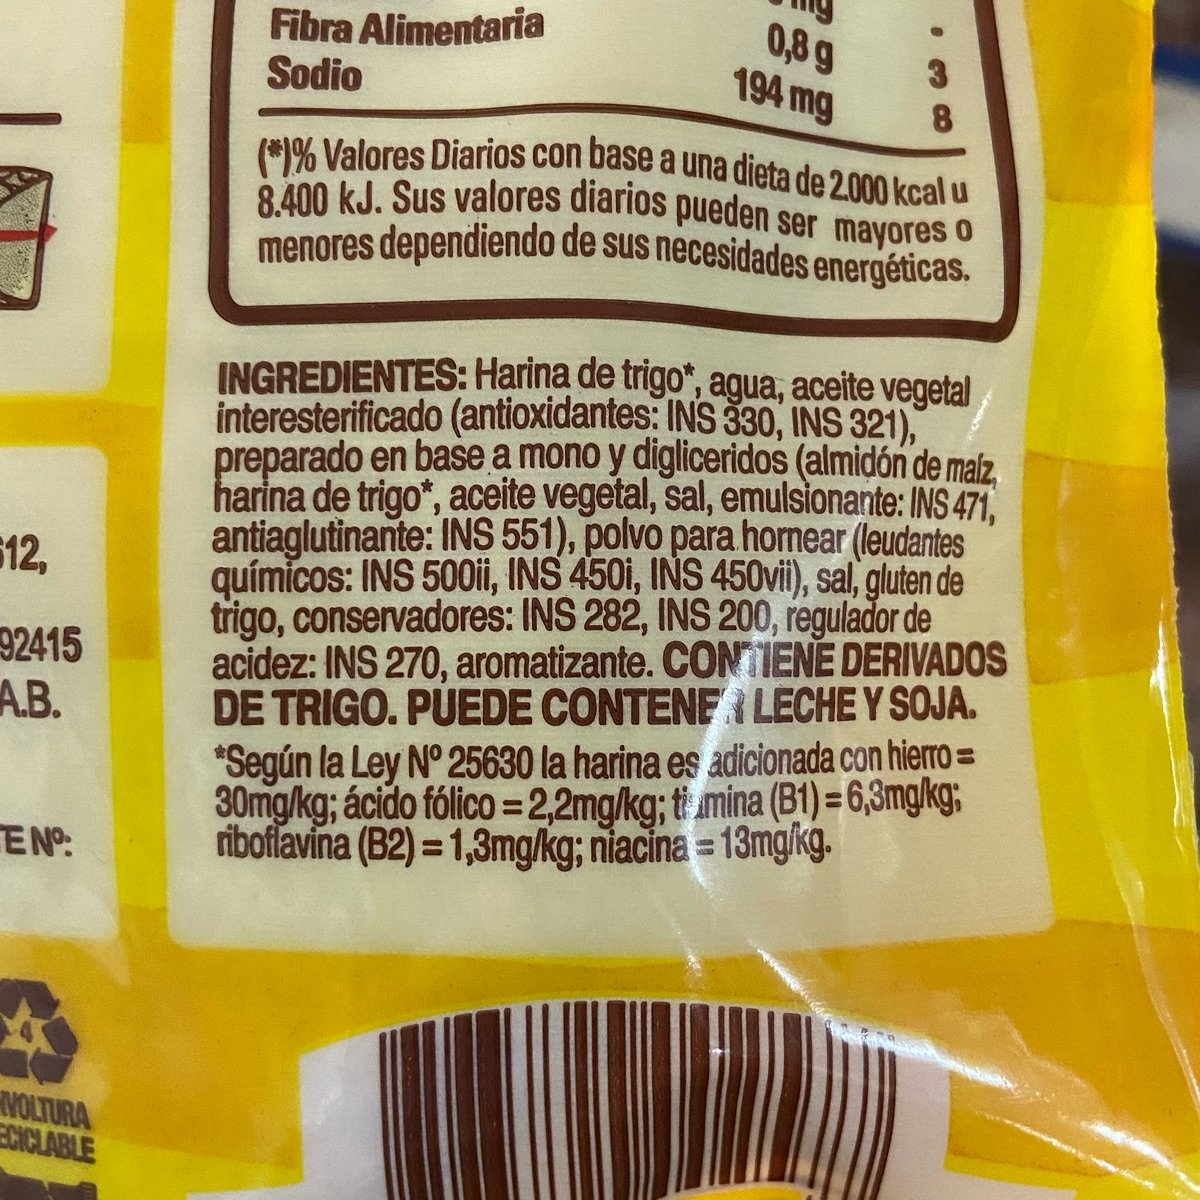 mg -
Fibra Alimentaria 0,8 g 3
Sodio 194 mg 8
(*)% Valores Diarios con base a una dieta de 2.000 kcal u
8.400 kJ. Sus valores diarios pueden ser mayores o
menores dependiendo de sus necesidades energéticas.
INGREDIENTES: Harina de trigo*, agua, aceite vegetal
interesterificado (antioxidantes: INS 330, INS 321),
preparado en base a mono y digliceridos (almidón de maíz,
harina de trigo*, aceite vegetal, sal, emulsionante: INS 471,
antiaglutinante: INS 551), polvo para hornear (leudantes
químicos: INS 500ii, INS 450i, INS 450vii), sal, gluten de
trigo, conservadores: INS 282, INS 200, regulador de
acidez: INS 270, aromatizante. CONTIENE DERIVADOS
DE TRIGO. PUEDE CONTENER LECHE Y SOJA.
*Según la Ley Nº 25630 la harina es adicionada con hierro =
30mg/kg; ácido fólico = 2,2mg/kg; tiamina (B1) = 6,3mg/kg;
riboflavina (B2) = 1,3mg/kg; niacina = 13mg/kg.
612,
92415
A.B.
TE Nº:
4
NVOLTURA
ECICLABLE